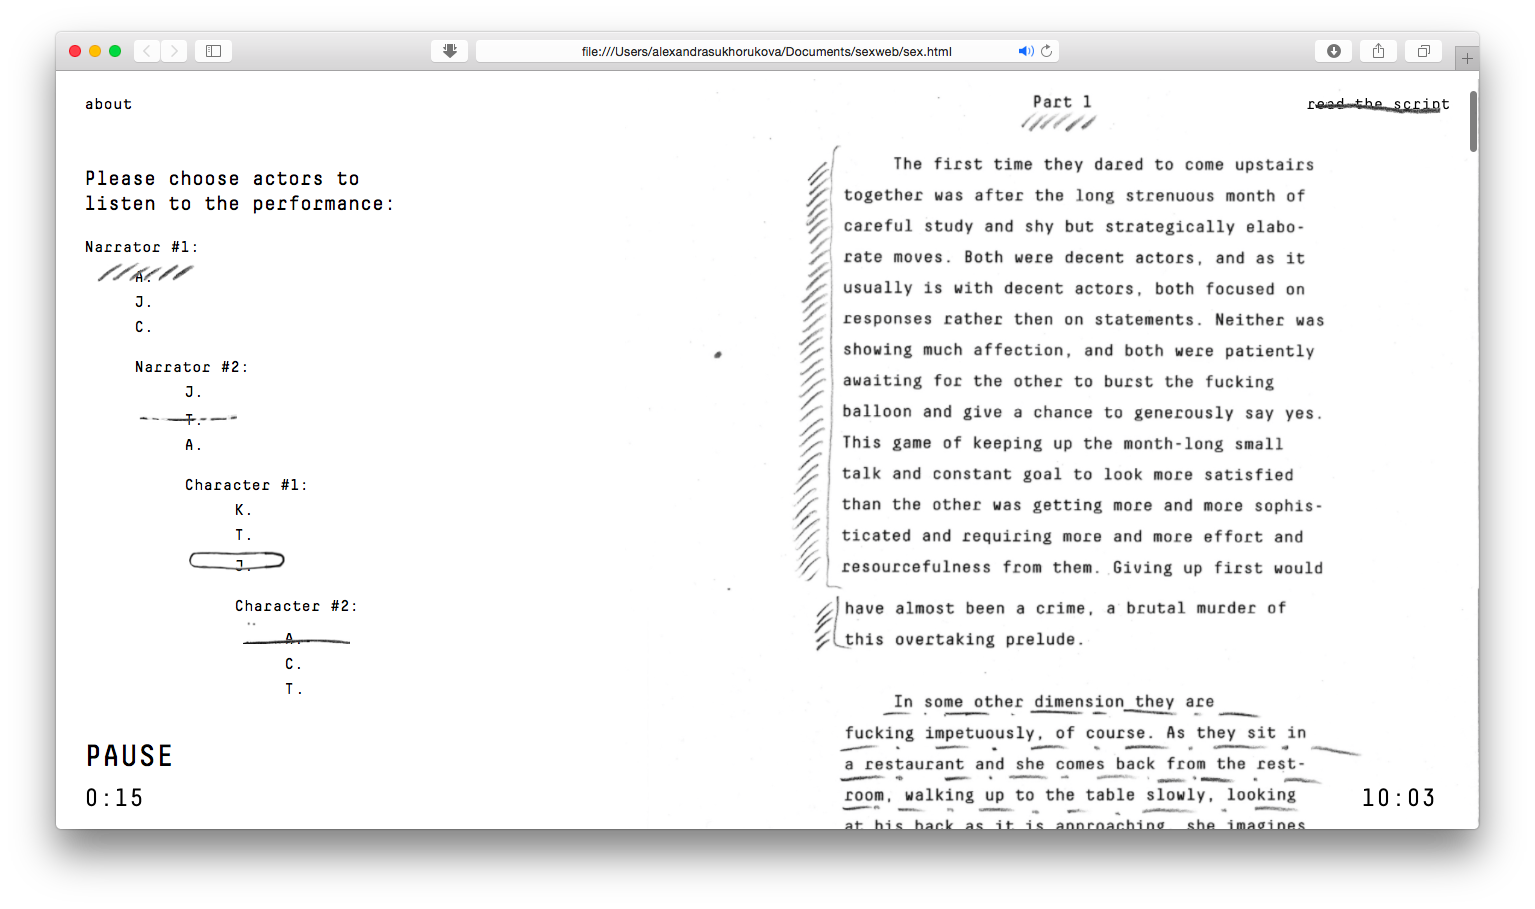 file:///Users/alexandrasukhorukova/Documents/sexweb/sex.html
about
Please choose actors to
listen to the performance:
Narrator #1:
A.
J.
C.
Narrator #2:
J.
T.
A.
Character #1:
K.
T.
J.
Character #2:
A.
C.
T.
PAUSE
0:15
Part 1
read the script
The first time they dared to come upstairs
together was after the long strenuous month of
careful study and shy but strategically elabo-
rate moves. Both were decent actors, and as it
usually is with decent actors, both focused on
responses rather then on statements. Neither was
showing much affection, and both were patiently
awaiting for the other to burst the fucking
balloon and give a chance to generously say yes.
This game of keeping up the month-long small
talk and constant goal to look more satisfied
than the other was getting more and more sophis-
ticated and requiring more and more effort and
resourcefulness from them. Giving up first would
have almost been a crime, a brutal murder of
this overtaking prelude.
In some other dimension they are
fucking impetuously, of course. As they sit in
a restaurant and she comes back from the rest-
room, walking up to the table slowly, looking
at his back as it is approaching, she imagines
10:03